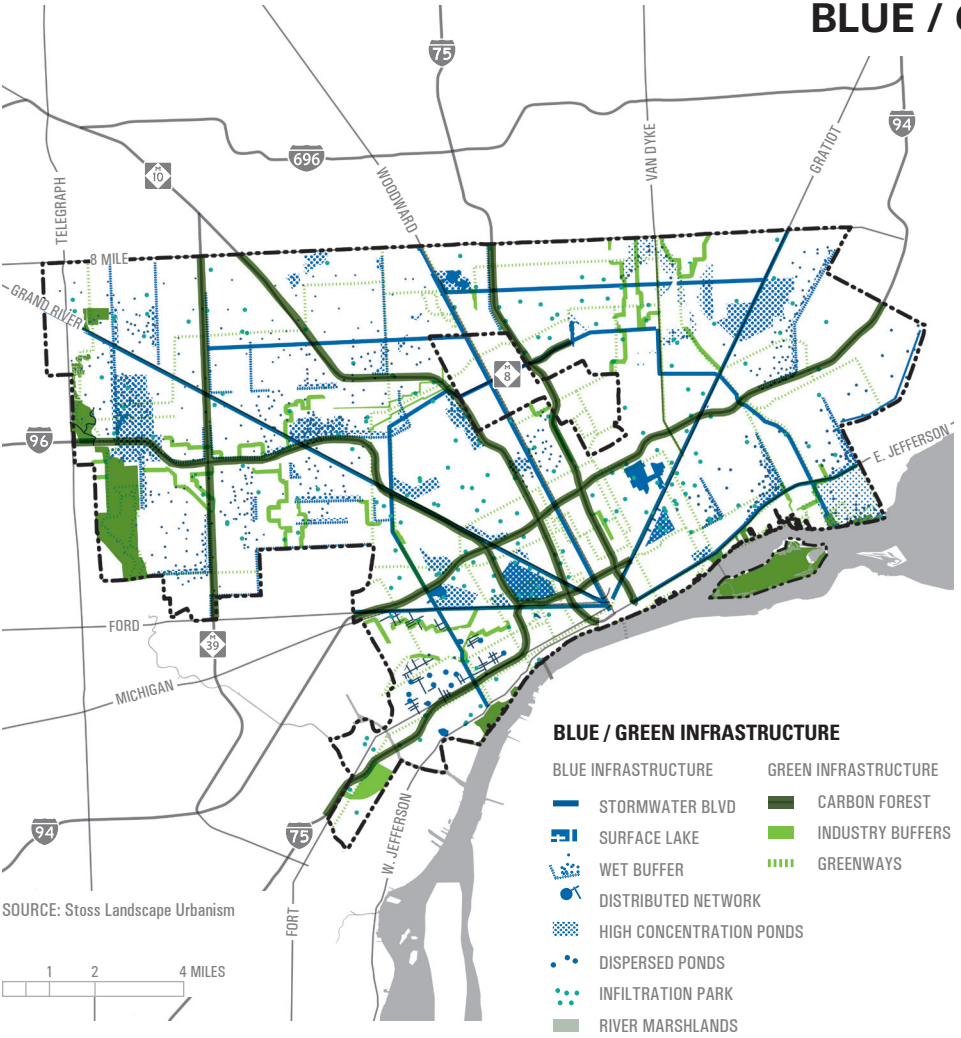 BLUE /
75
94
696
M
10
TELEGRAPH
WOODWARD
VAN DYKE
GRATIOT
8 MILE
GRAND RIVER
M
8
96
E. JEFFERSON
FORD
M
39
MICHIGAN
94
75
W. JEFFERSON
FORT
BLUE / GREEN INFRASTRUCTURE
BLUE INFRASTRUCTURE
STORMWATER BLVD
SURFACE LAKE
WET BUFFER
DISTRIBUTED NETWORK
HIGH CONCENTRATION PONDS
DISPERSED PONDS
INFILTRATION PARK
RIVER MARSHLANDS
GREEN INFRASTRUCTURE
CARBON FOREST
INDUSTRY BUFFERS
GREENWAYS
SOURCE: Stoss Landscape Urbanism
1 2 4 MILES